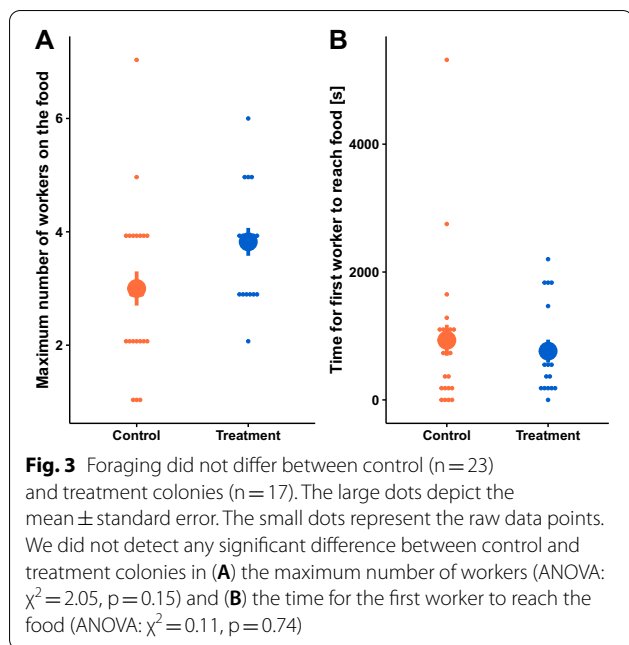 A
Maximum number of workers on the food
6
4
2
Control Treatment
B
Time for first worker to reach food [s]
4000
2000
0
Control Treatment
Fig. 3 Foraging did not differ between control (n = 23)
and treatment colonies (n = 17). The large dots depict the
mean ± standard error. The small dots represent the raw data points.
We did not detect any significant difference between control and
treatment colonies in (A) the maximum number of workers (ANOVA:
χ² = 2.05, p = 0.15) and (B) the time for the first worker to reach the
food (ANOVA: χ² = 0.11, p = 0.74)